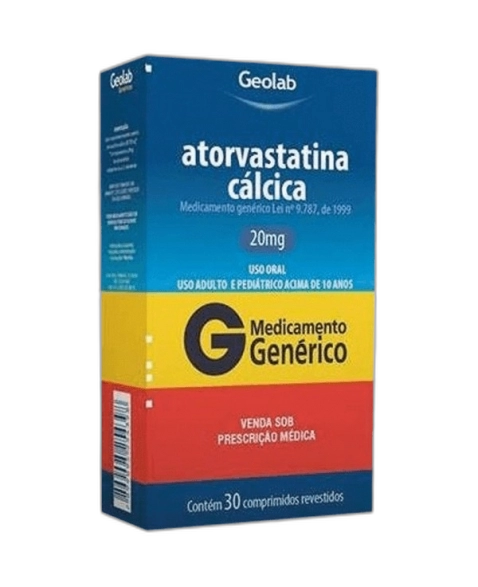 Geolab
atorvastatina
cálcica
Medicamento genérico Lei nº 9.787, de 1999
20mg
USO ORAL
USO ADULTO E PEDIÁTRICO ACIMA DE 10 ANOS
G Medicamento
Genérico
VENDA SOB
PRESCRIÇÃO MÉDICA
Contém 30 comprimidos revestidos
Geolab